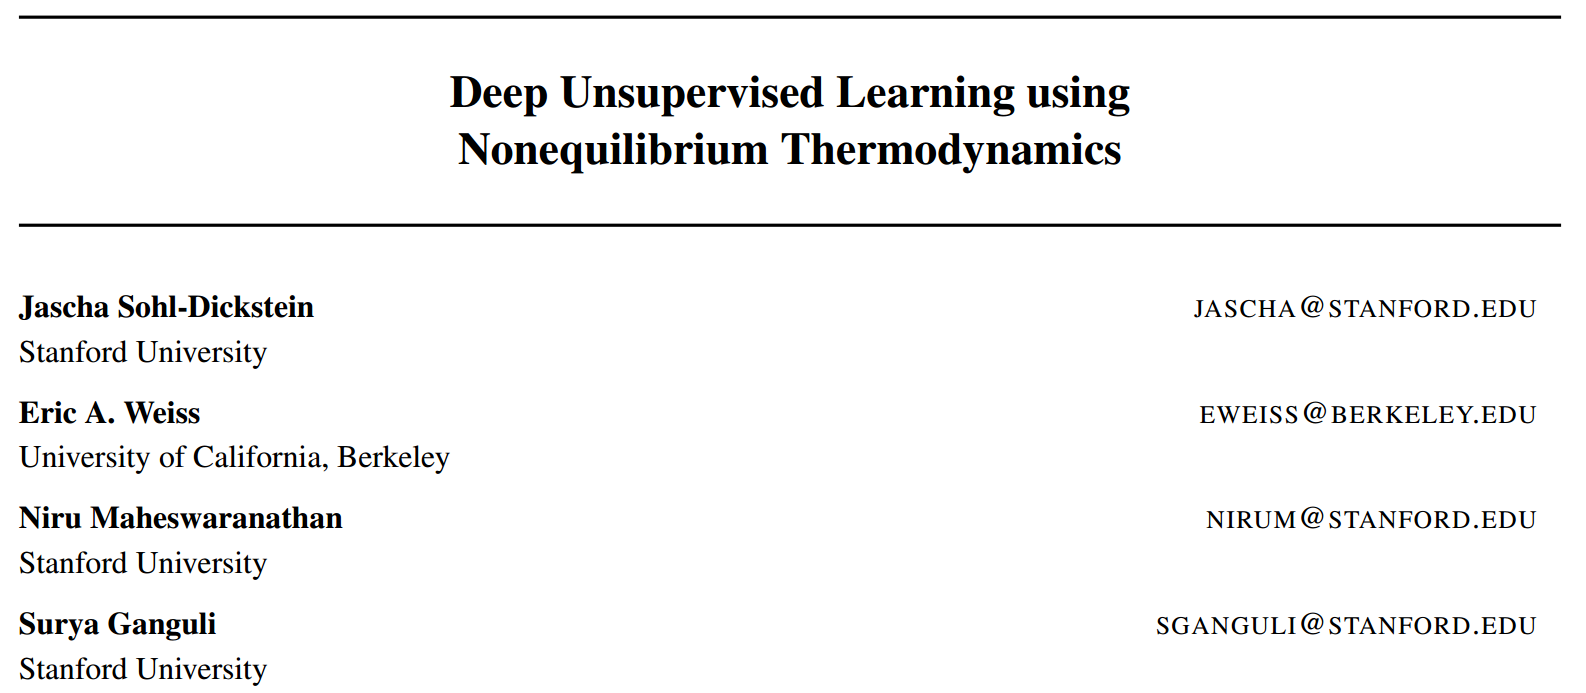 Deep Unsupervised Learning using
Nonequilibrium Thermodynamics
Jascha Sohl-Dickstein JASCHA@STANFORD.EDU
Stanford University
Eric A. Weiss EWEISS@BERKELEY.EDU
University of California, Berkeley
Niru Maheswaranathan NIRUM@STANFORD.EDU
Stanford University
Surya Ganguli SGANGULI@STANFORD.EDU
Stanford University